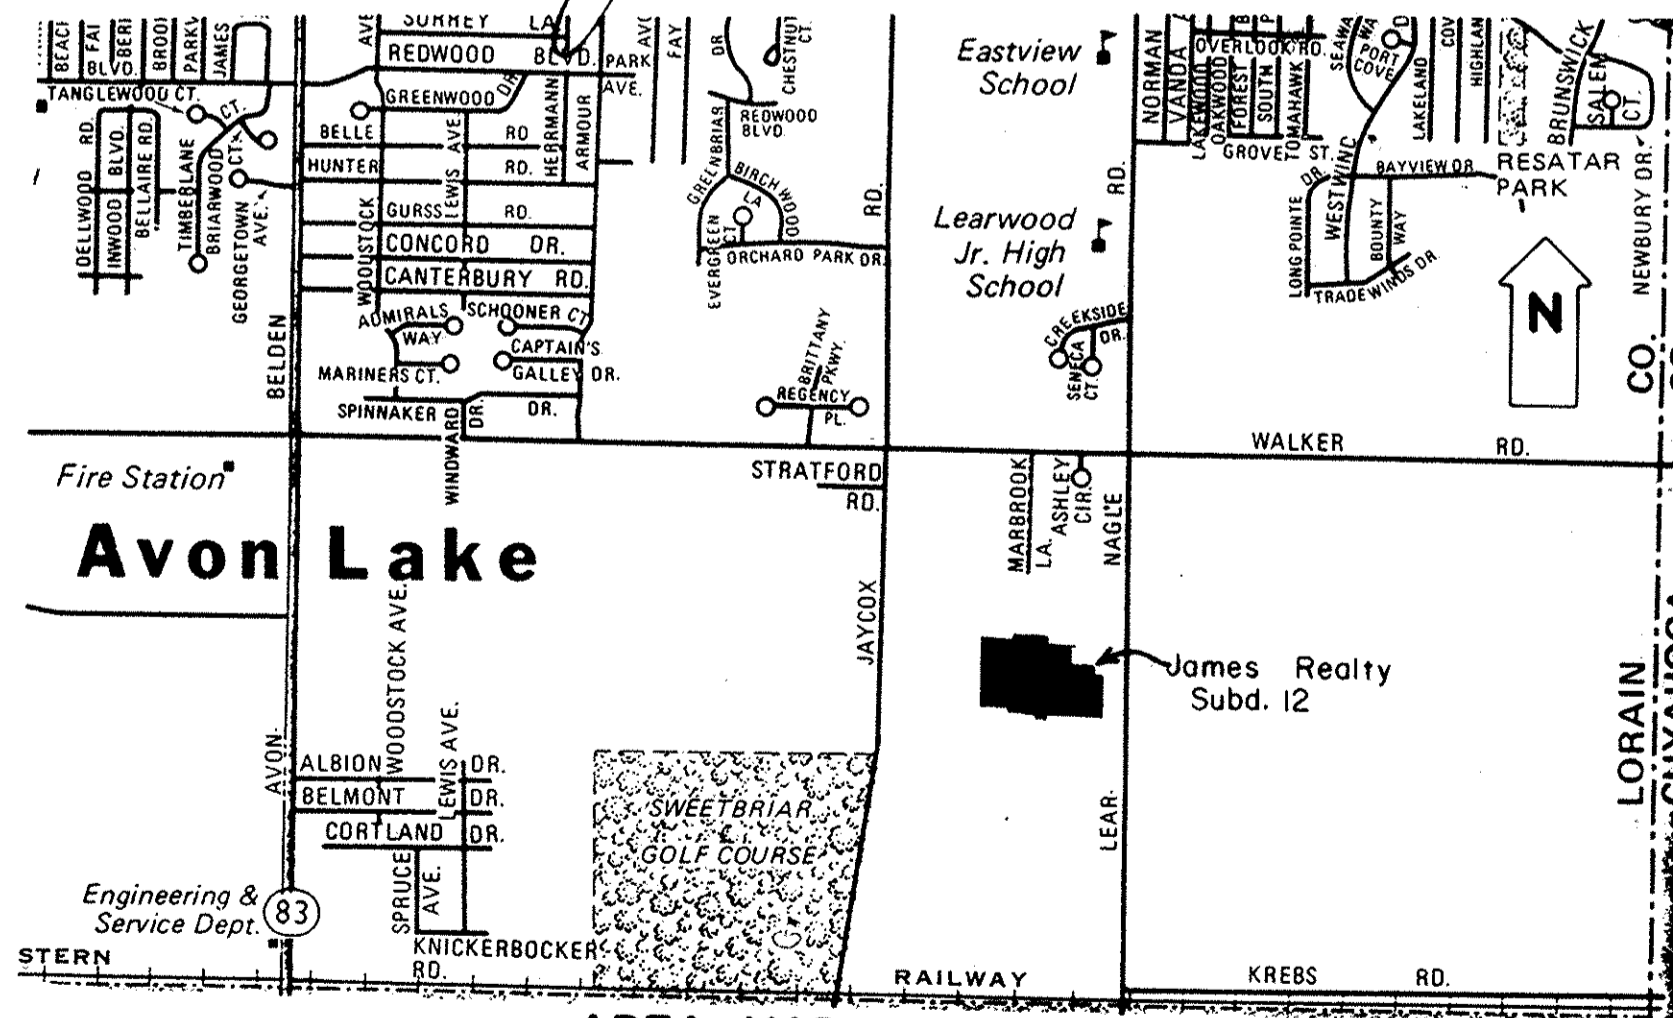 SURREY LA
REDWOOD BLVD.
PARK
AVE.
FAY
BEACH
BLVD.
JAMES
TANGLEWOOD CT.
CT.
GREENWOOD DR.
BELLE RD
HUNTER RD.
HERRMANN
ARMOUR
LEWIS AVE.
GURSS RD.
CONCORD DR.
CANTERBURY RD.
WOODSTOCK
DELLWOOD RD.
INWOOD BLVD.
BELLAIRE RD.
TIMBERLANE
BRIARWOOD CT.
GEORGETOWN AVE.
ADMIRALS
WAY
SCHOONER CT
CAPTAIN'S
GALLEY DR.
MARINERS CT.
SPINNAKER DR.
WINDWARD DR.
BELDEN
DR
CHESTNUT
CT.
REDWOOD
BLVD.
GREENBRIAR
BIRCHWOOD
LA
EVERGREEN
CT.
ORCHARD PARK DR.
BRITTANY
PKWY.
REGENCY
PL.
RD.
Eastview
School
Learwood
Jr. High
School
RD.
CREEKSIDE
DR.
SENECA
CT.
NORMAN
VANDA
OVERLOOK RD.
LAKEWOOD
OAKWOOD
FOREST
SOUTH
TOMAHAWK
GROVE ST.
PORT
COVE
LAKELAND
BRUNSWICK
SALEM
CT.
BAYVIEW DR.
RESATAR
PARK
WESTWIND
DR.
LONG POINTE
BOUNTY
WAY
TRADEWINDS DR.
NEWBURY DR.
N
CO.
WALKER RD.
Fire Station
STRATFORD
RD.
MARBROOK
LA.
ASHLEY
CIR.
NAGLE
Avon Lake
WOODSTOCK AVE.
JAYCOX
James Realty
Subd. 12
LORAIN
CUYAHOGA
AVON
LEWIS AVE.
ALBION DR.
BELMONT DR.
CORTLAND DR.
SPRUCE
AVE.
SWEETBRIAR
GOLF COURSE
LEAR
Engineering &
Service Dept.
83
KNICKERBOCKER
RD.
STERN
RAILWAY
KREBS RD.